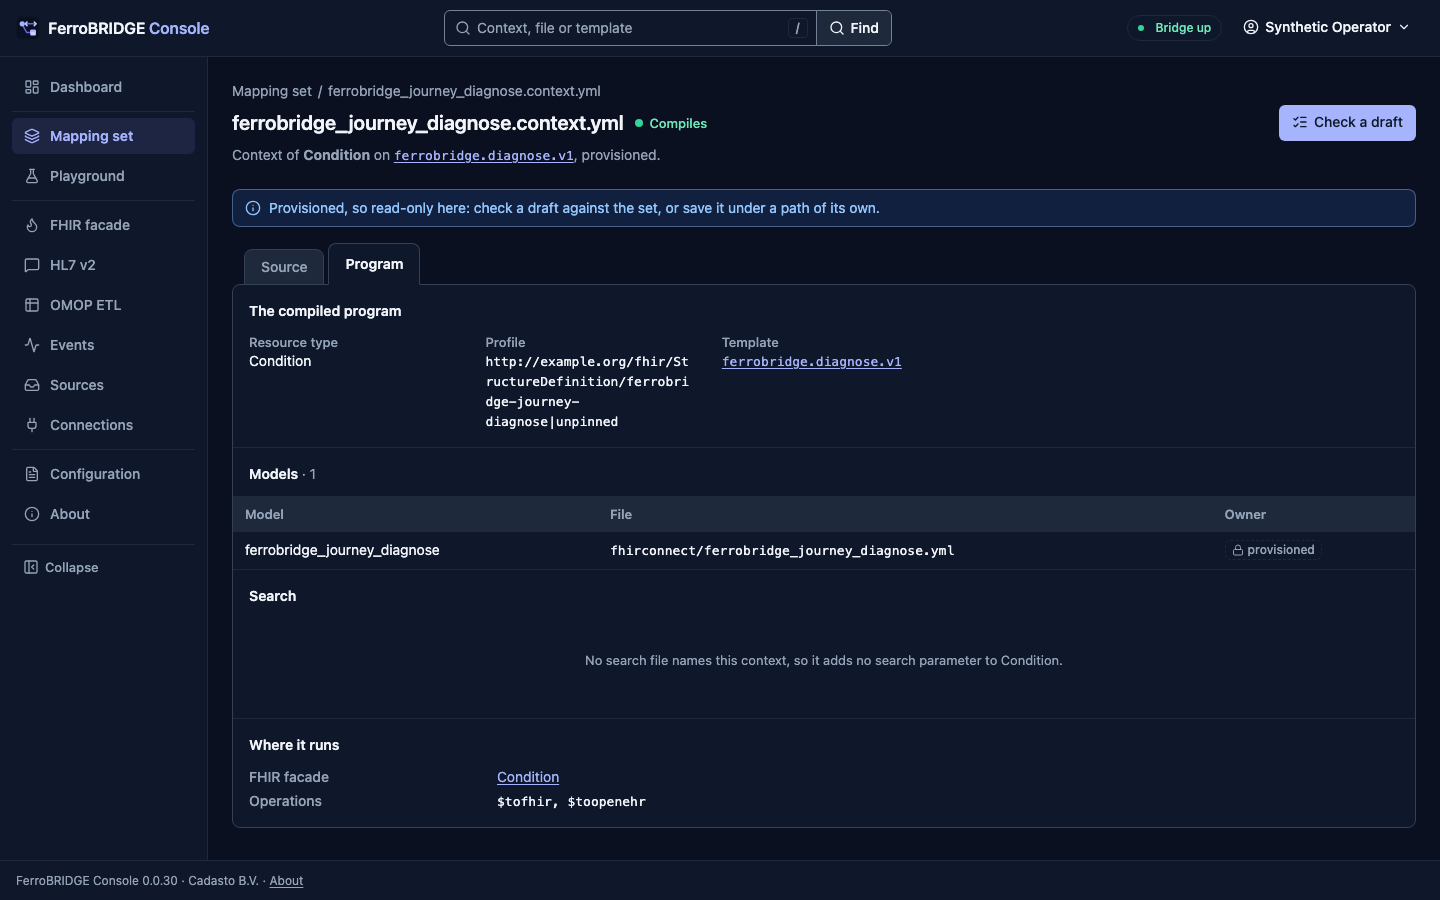 FerroBRIDGE Console
Context, file or template
/
Find
Bridge up
Synthetic Operator
Dashboard
Mapping set
Playground
FHIR facade
HL7 v2
OMOP ETL
Events
Sources
Connections
Configuration
About
Collapse
Mapping set / ferrobridge_journey_diagnose.context.yml
ferrobridge_journey_diagnose.context.yml
Compiles
Check a draft
Context of Condition on ferrobridge.diagnose.v1, provisioned.
Provisioned, so read-only here: check a draft against the set, or save it under a path of its own.
Source
Program
The compiled program
Resource type
Condition
Profile
http://example.org/fhir/St
ructureDefinition/ferrobri
dge-journey-
diagnose|unpinned
Template
ferrobridge.diagnose.v1
Models · 1
Model File Owner
ferrobridge_journey_diagnose fhirconnect/ferrobridge_journey_diagnose.yml provisioned
Search
No search file names this context, so it adds no search parameter to Condition.
Where it runs
FHIR facade Condition
Operations $tofhir, $toopenehr
FerroBRIDGE Console 0.0.30 · Cadasto B.V. · About